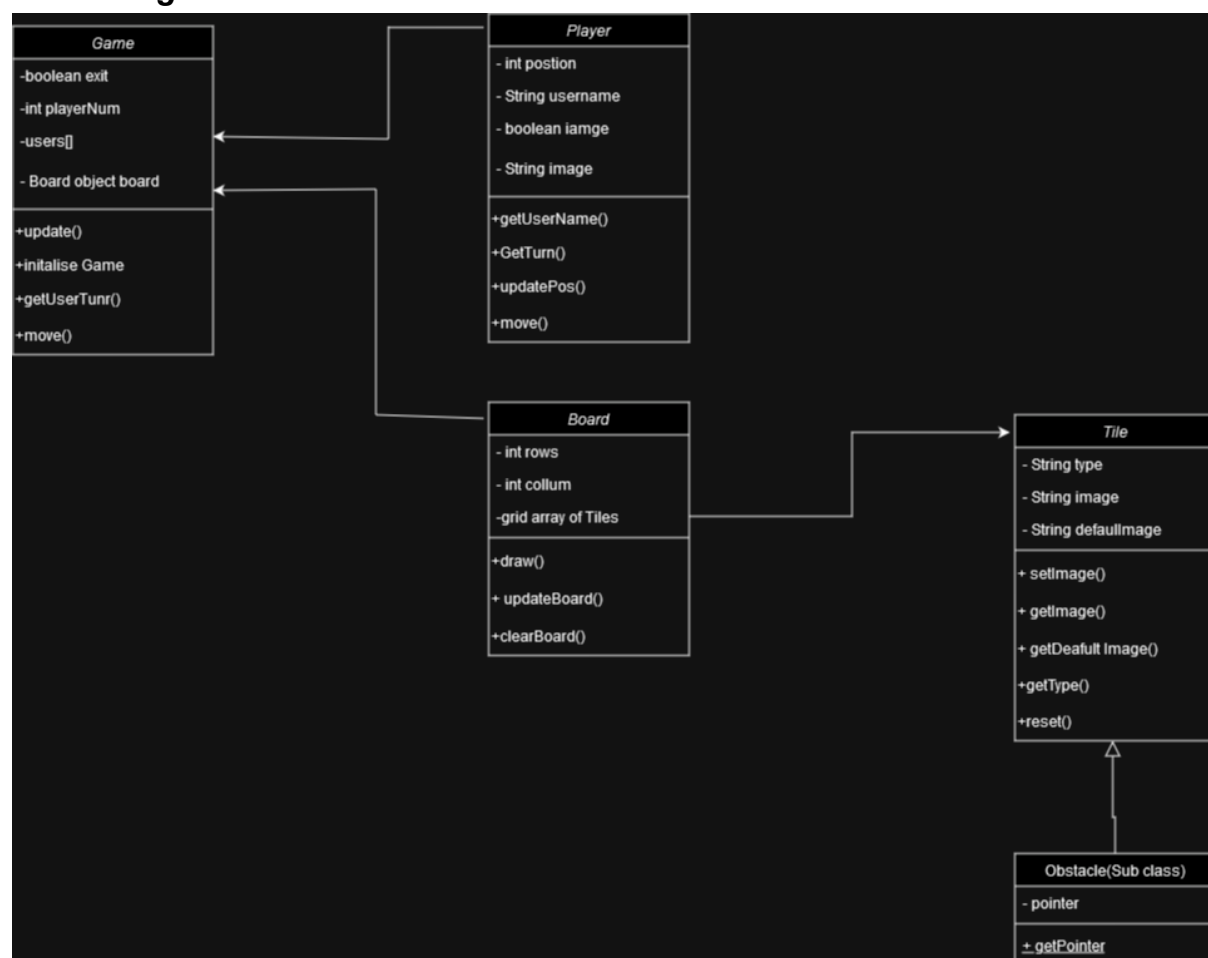 Game
-boolean exit
-int playerNum
-users[]
- Board object board
+update()
+initalise Game
+getUserTunr()
+move()
Player
- int postion
- String username
- boolean iamge
- String image
+getUserName()
+GetTurn()
+updatePos()
+move()
Board
- int rows
- int collum
-grid array of Tiles
+draw()
+ updateBoard()
+clearBoard()
Tile
- String type
- String image
- String defaulImage
+ setImage()
+ getImage()
+ getDeafult Image()
+getType()
+reset()
Obstacle(Sub class)
- pointer
+ getPointer